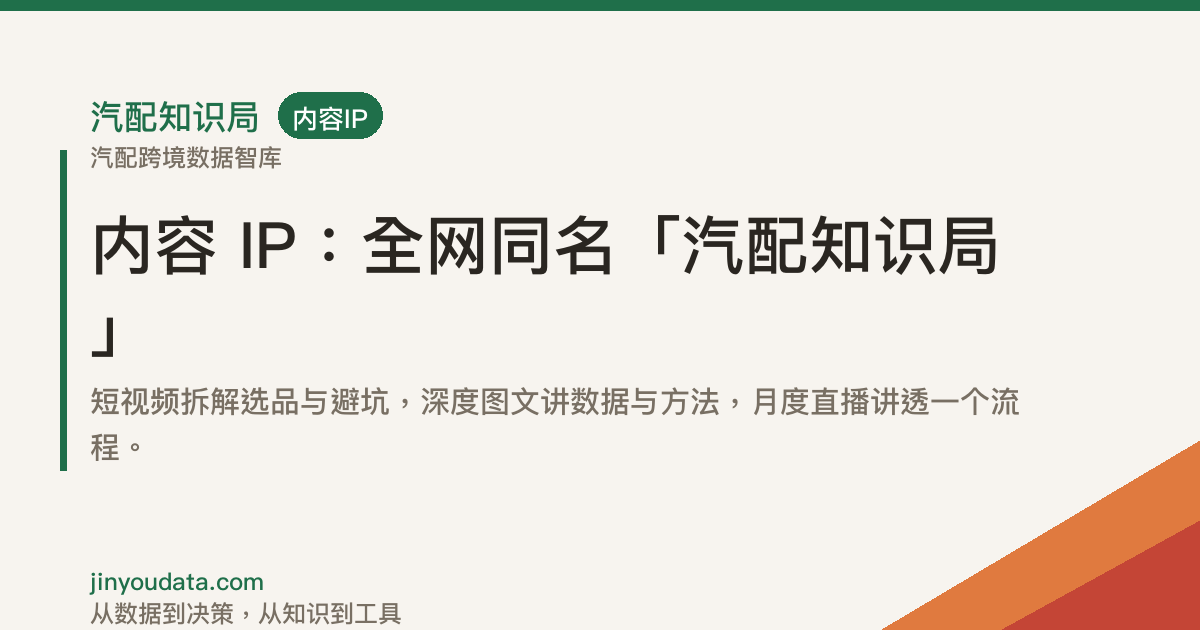 汽配知识局 内容IP
汽配跨境数据智库
内容 IP：全网同名「汽配知识局
」
短视频拆解选品与避坑，深度图文讲数据与方法，月度直播讲透一个流
程。
jinyoudata.com
从数据到决策，从知识到工具